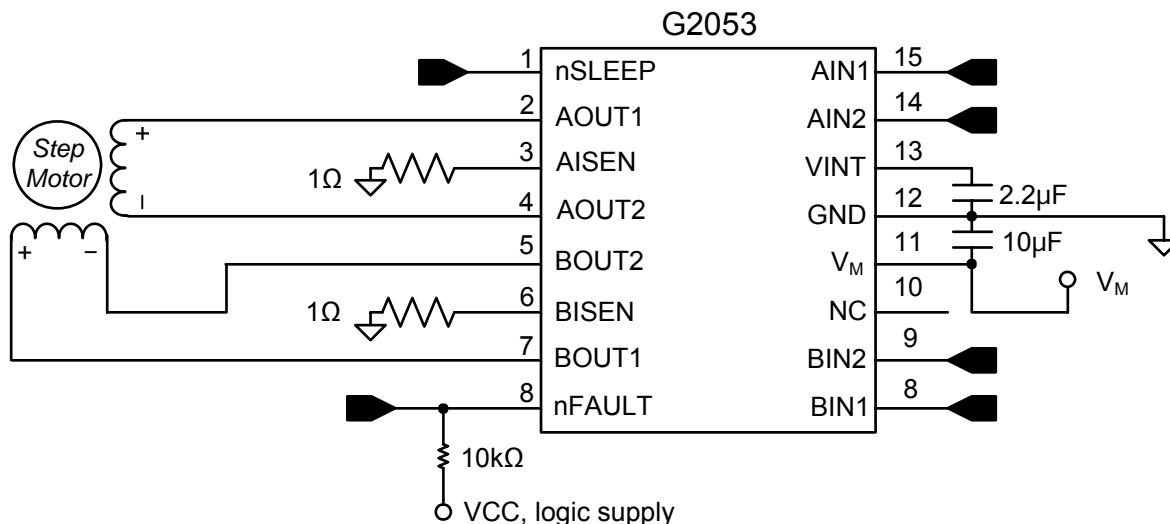 G2053
1 nSLEEP AIN1 15
2 AOUT1 AIN2 14
Step
Motor
+
3 AISEN VINT 13
1Ω
–
4 AOUT2 GND 12
2.2µF
5 BOUT2 VM 11
10µF
VM
+ –
6 BISEN NC 10
1Ω
7 BOUT1 BIN2 9
8 nFAULT BIN1 8
10kΩ
VCC, logic supply